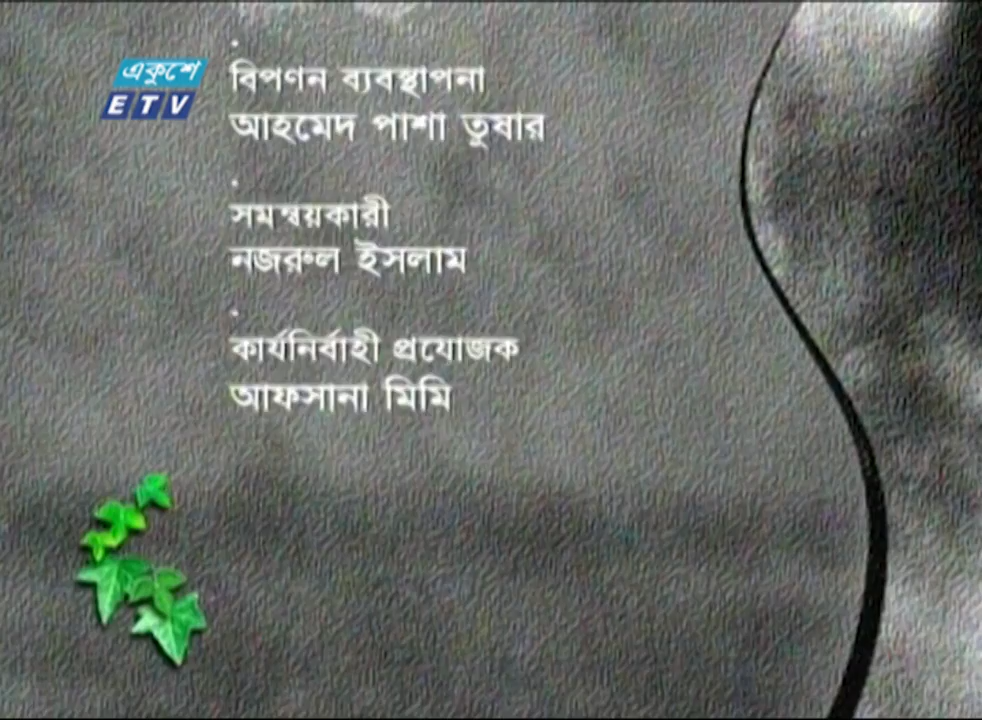 একুশে
ETV
বিপণন ব্যবস্থাপনা
আহমেদ পাশা তুষার
সমন্বয়কারী
নজরুল ইসলাম
কার্যনির্বাহী প্রযোজক
আফসানা মিমি